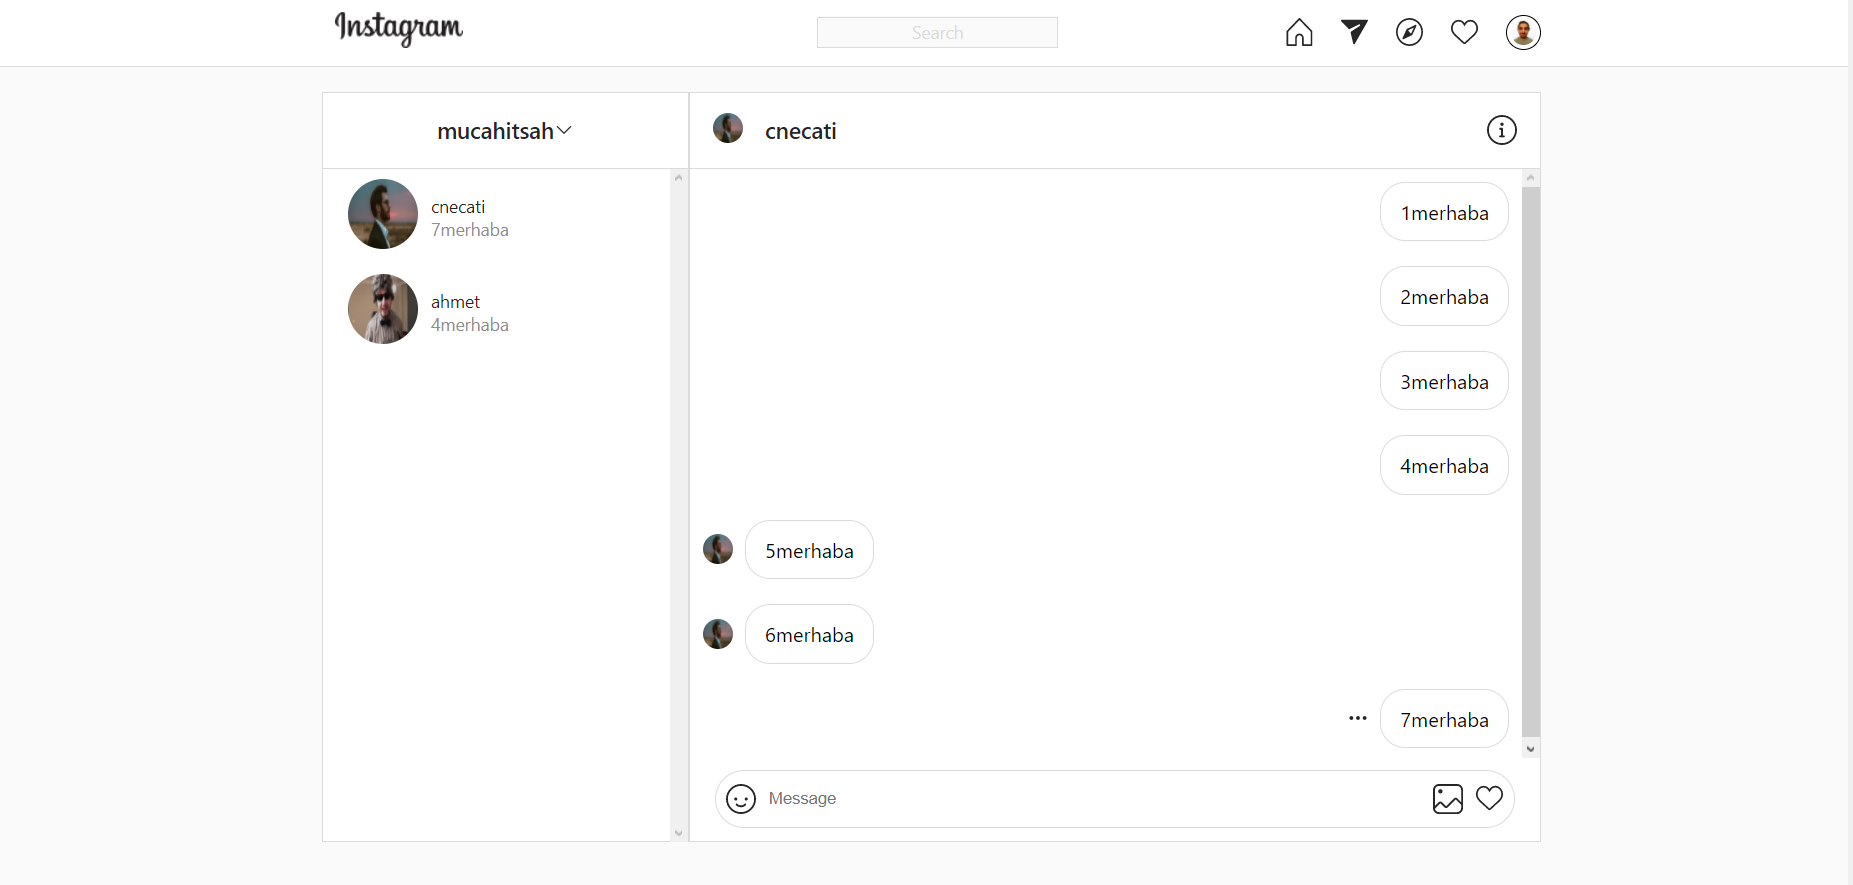 Instagram
Search
mucahitsah
cnecati
7merhaba
ahmet
4merhaba
cnecati
1merhaba
2merhaba
3merhaba
4merhaba
5merhaba
6merhaba
7merhaba
Message